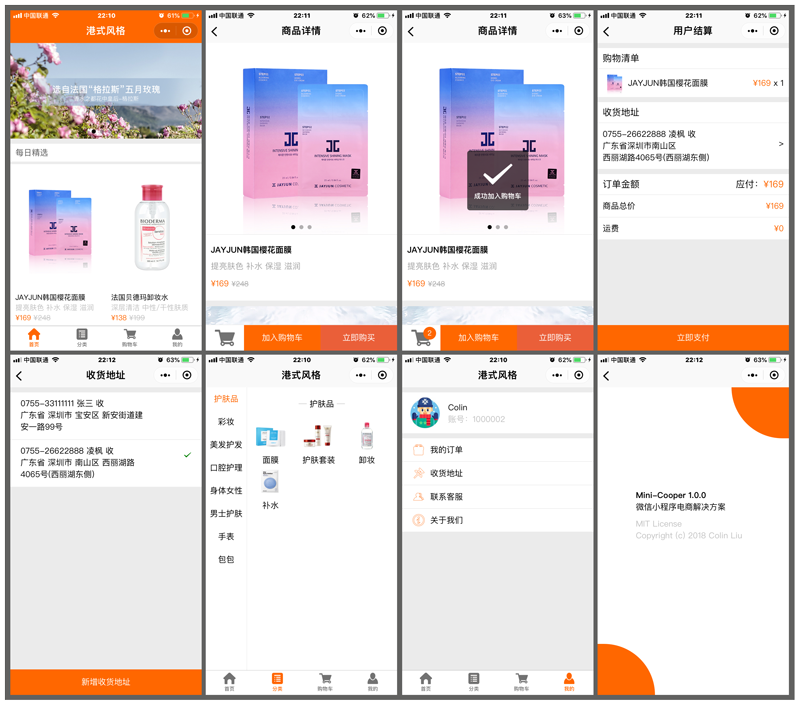 中国联通
22:10
61%
港式风格
选自法国“格拉斯”五月玫瑰
每日精选
JAYJUN韩国樱花面膜
提亮肤色 补水 保湿 滋润
¥169 ¥248
BIODERMA
法国贝德玛卸妆水
深层清洁 中性/干性肤质
¥138 ¥199
首页
分类
购物车
我的
中国联通
22:11
62%
商品详情
INTENSIVE SHINING MASK
JAYJUN COSMETIC
JAYJUN韩国樱花面膜
提亮肤色 补水 保湿 滋润
¥169 ¥248
加入购物车
立即购买
中国联通
22:11
63%
商品详情
成功加入购物车
JAYJUN COSMETIC
JAYJUN韩国樱花面膜
提亮肤色 补水 保湿 滋润
¥169 ¥248
2
加入购物车
立即购买
中国联通
22:11
62%
用户结算
购物清单
JAYJUN韩国樱花面膜
¥169 x 1
收货地址
0755-26622888 凌枫 收
广东省深圳市南山区
西丽湖路4065号(西丽湖东侧)
>
订单金额
应付：¥169
商品总价
¥169
运费
¥0
立即支付
中国联通
22:12
63%
收货地址
0755-33111111 张三 收
广东省 深圳市 宝安区 新安街道建
安一路99号
0755-26622888 凌枫 收
广东省 深圳市 南山区 西丽湖路
4065号(西丽湖东侧)
新增收货地址
中国联通
22:10
62%
港式风格
护肤品
彩妆
美发护发
口腔护理
身体女性
男士护肤
手表
包包
护肤品
面膜
护肤套装
卸妆
补水
首页
分类
购物车
我的
中国联通
22:10
62%
港式风格
Colin
账号：1000002
我的订单
收货地址
联系客服
关于我们
首页
分类
购物车
我的
中国联通
22:12
63%
Mini-Cooper 1.0.0
微信小程序电商解决方案
MIT License
Copyright (c) 2018 Colin Liu